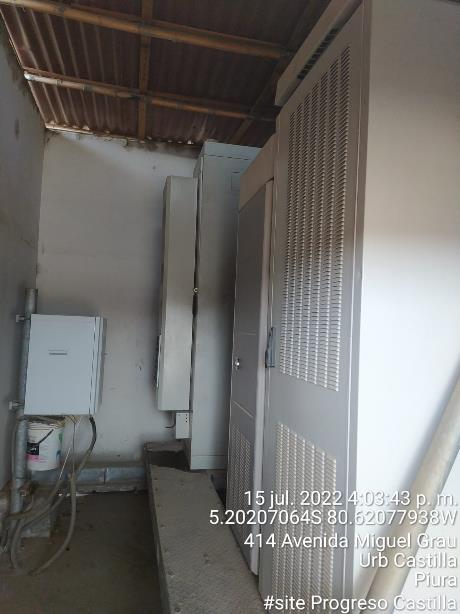 15 jul. 2022 4:03:43 p. m.
5.20207064S 80.62077938W
414 Avenida Miguel Grau
Urb Castilla
Piura
#site Progreso Castilla